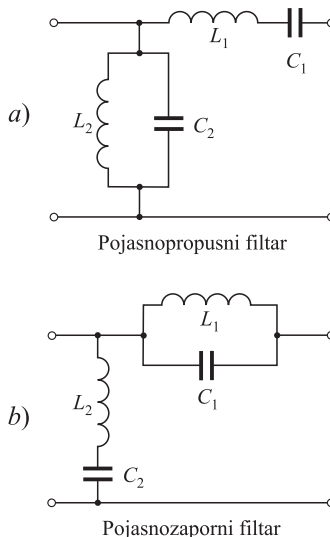 L₁
C₁
L₂
C₂
a)
Pojasnopropusni filtar
L₁
C₁
L₂
C₂
b)
Pojasnozaporni filtar